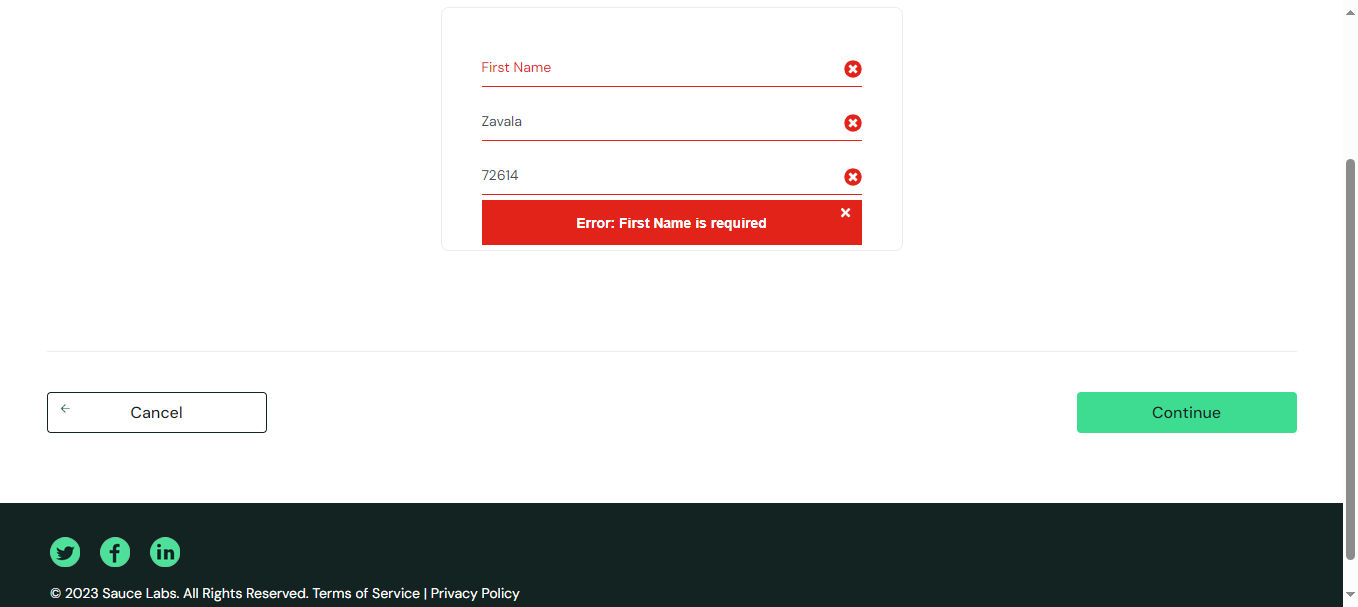 First Name
Zavala
72614
Error: First Name is required
Cancel
Continue
© 2023 Sauce Labs. All Rights Reserved. Terms of Service | Privacy Policy